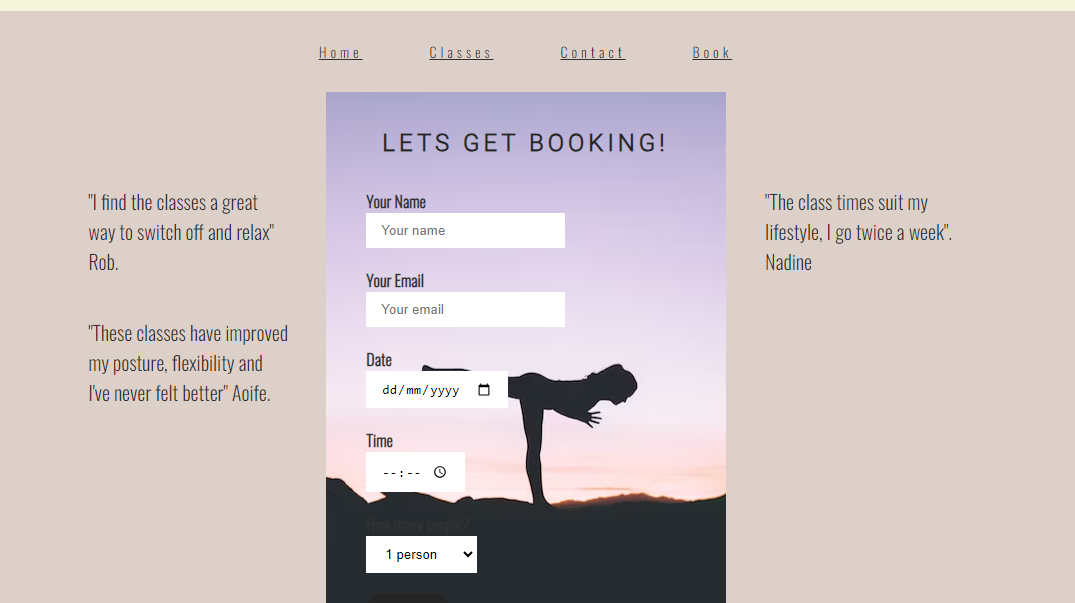 Home Classes Contact Book
LETS GET BOOKING!
"I find the classes a great
way to switch off and relax"
Rob.
"These classes have improved
my posture, flexibility and
I've never felt better" Aoife.
Your Name
Your name
Your Email
Your email
Date
dd/mm/yyyy
Time
--:--
How many people?
1 person
"The class times suit my
lifestyle, I go twice a week".
Nadine